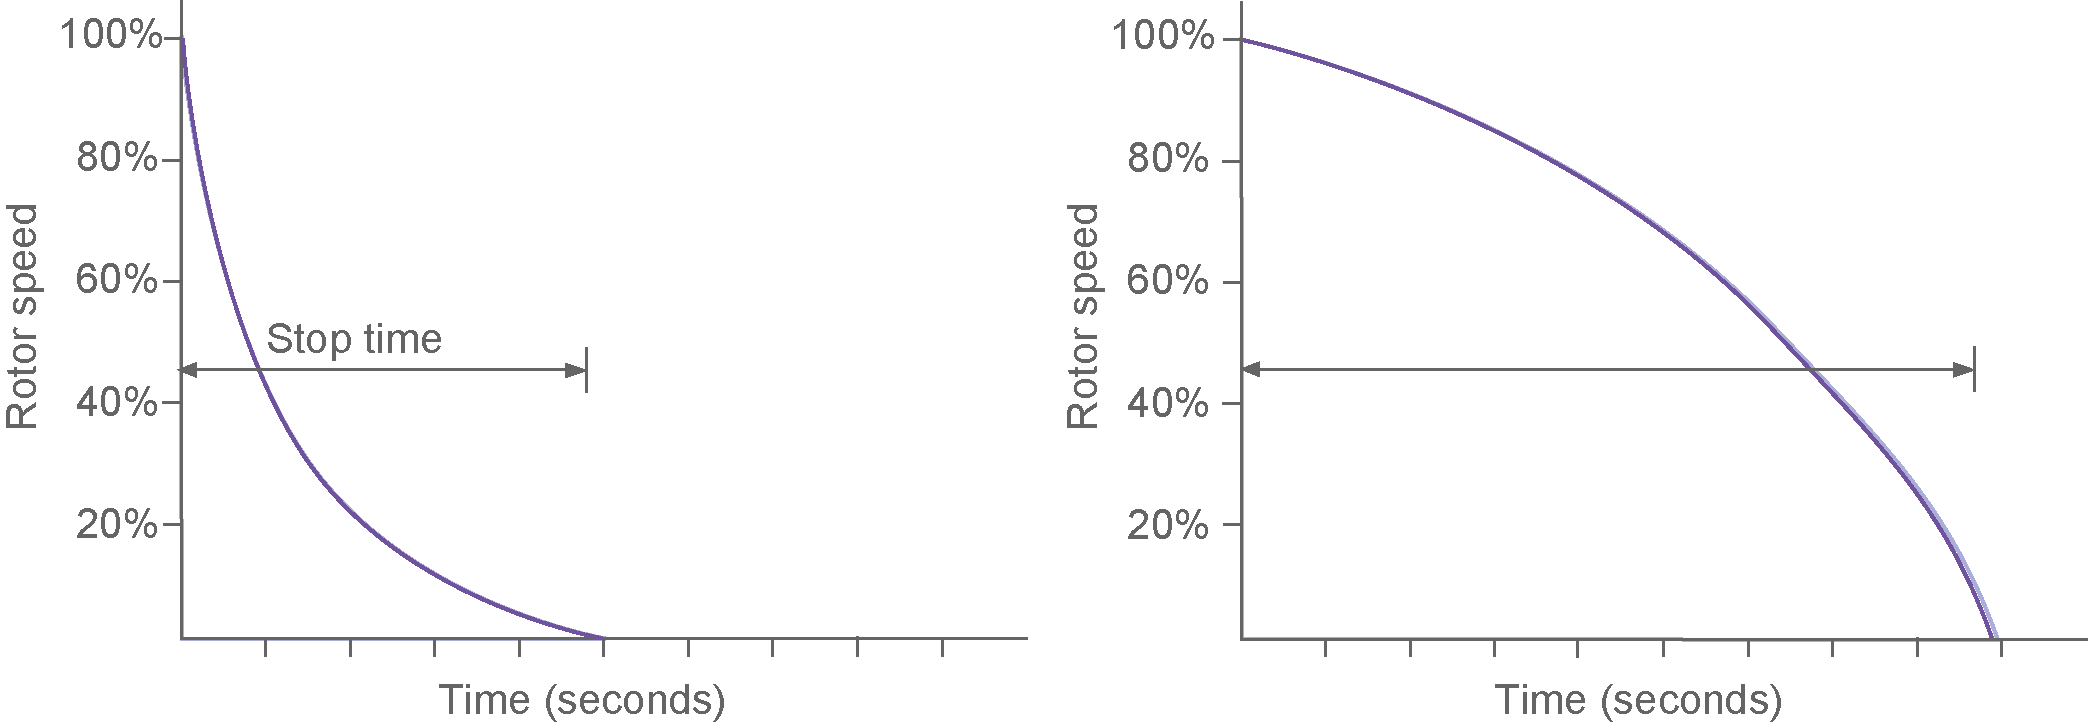 100%
80%
60%
40%
20%
Rotor speed
Stop time
Time (seconds)
100%
80%
60%
40%
20%
Rotor speed
Time (seconds)